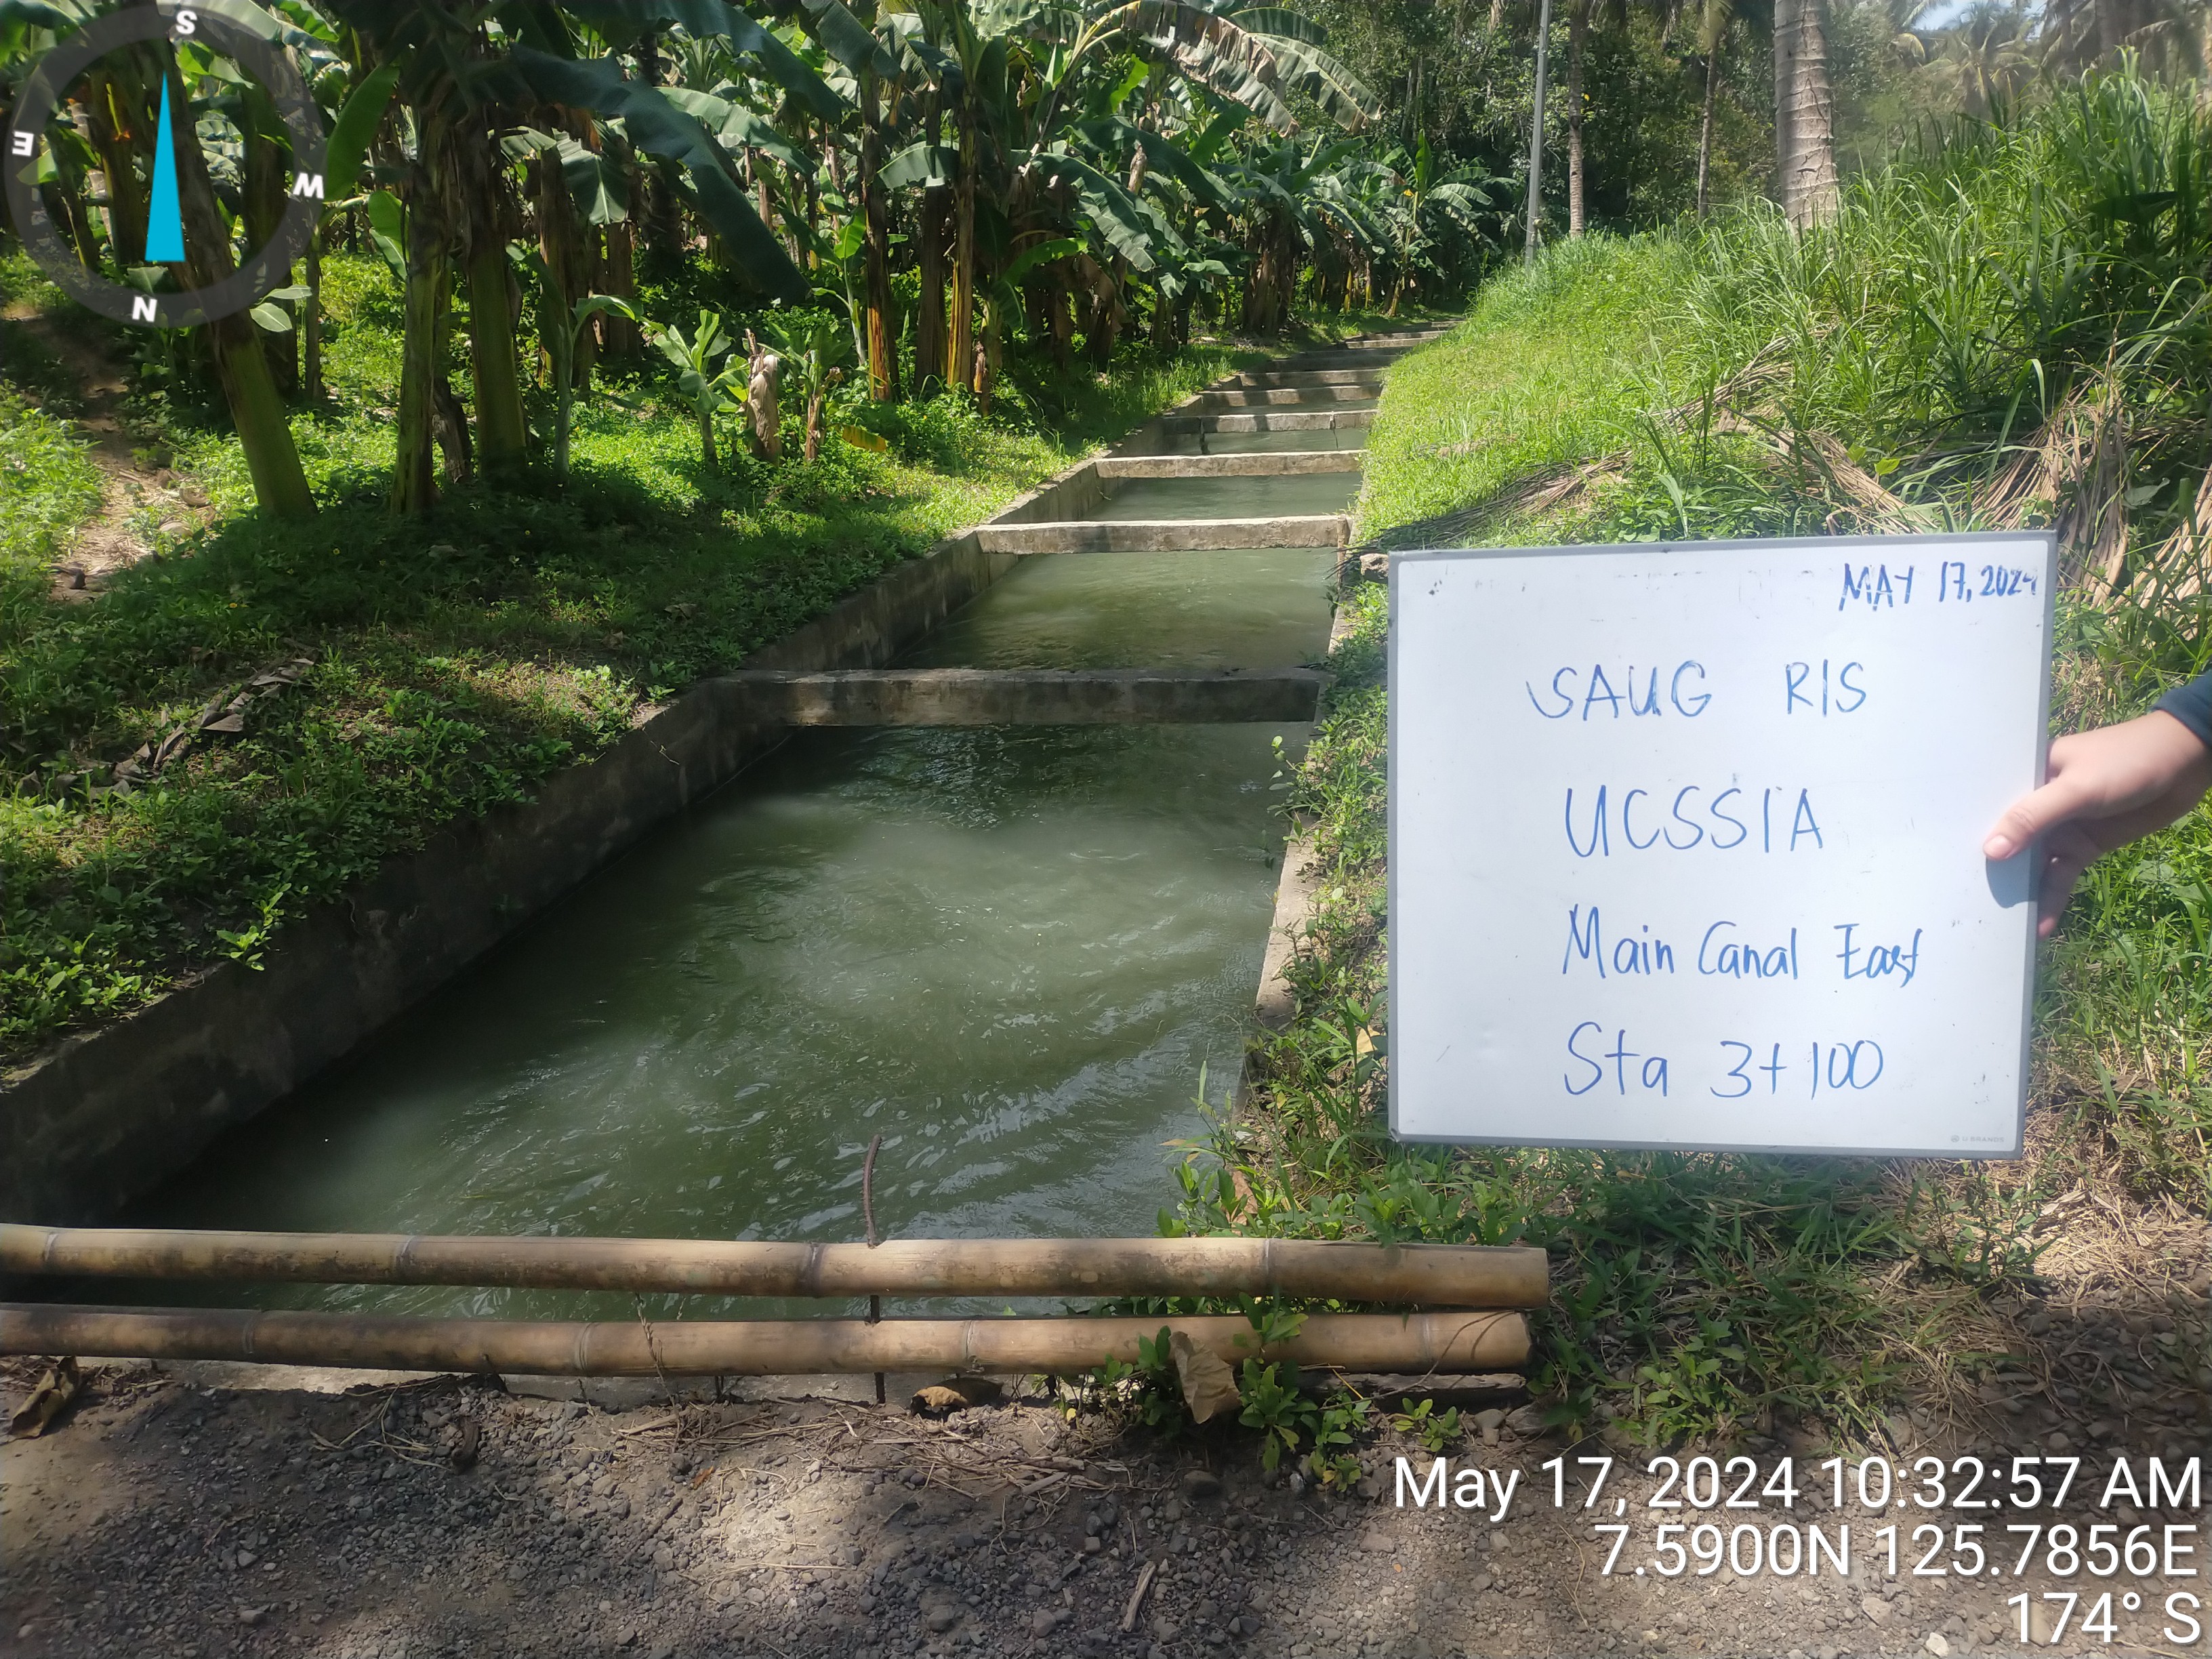 S
E
W
N
MAY 17, 2024
SAUG RIS
UCSSIA
Main Canal East
Sta 3+100
U BRANDS
May 17, 2024 10:32:57 AM
7.5900N 125.7856E
174° S